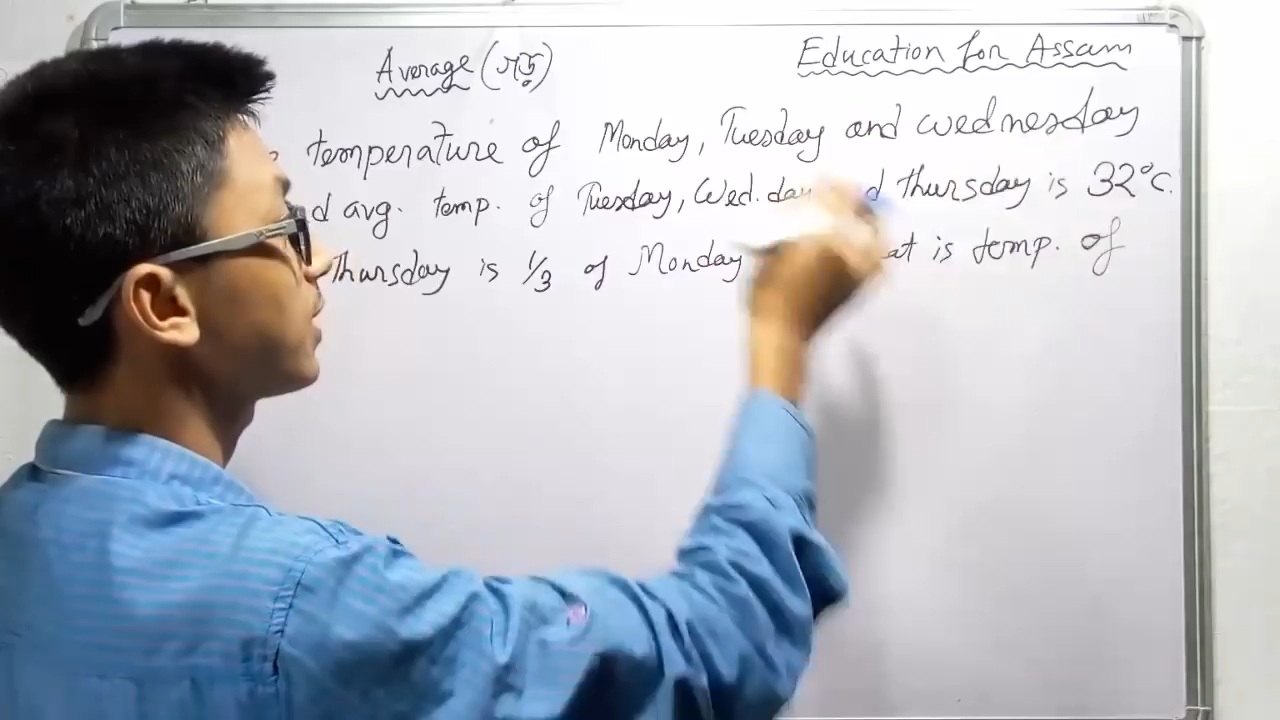 Average (গড়)
Education for Assam
temperature of Monday, Tuesday and wednesday
avg. temp. of Tuesday, Wed.day thursday is 32°c.
Thursday is 1/3 of Monday is temp. of